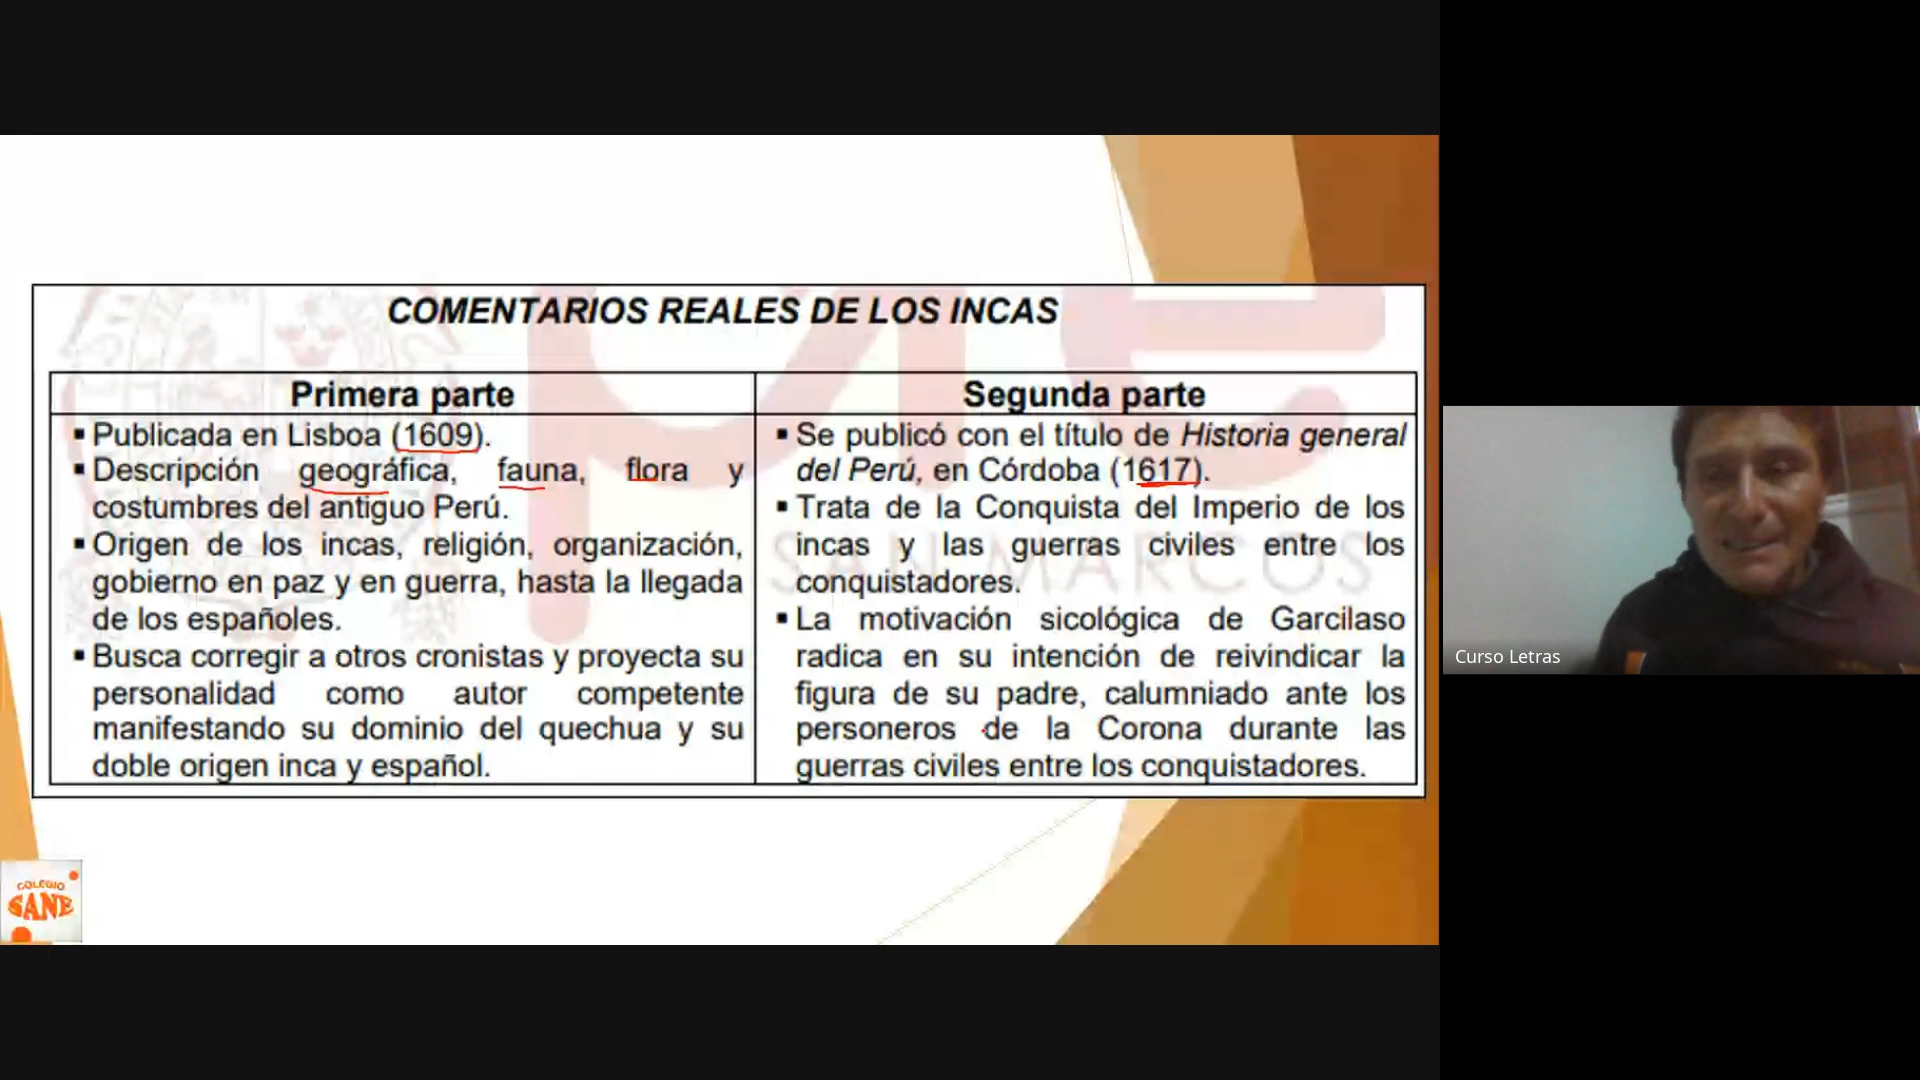 COMENTARIOS REALES DE LOS INCAS
Primera parte
▪ Publicada en Lisboa (1609).
▪ Descripción geográfica, fauna, flora y
costumbres del antiguo Perú.
▪ Origen de los incas, religión, organización,
gobierno en paz y en guerra, hasta la llegada
de los españoles.
▪ Busca corregir a otros cronistas y proyecta su
personalidad como autor competente
manifestando su dominio del quechua y su
doble origen inca y español.
Segunda parte
▪ Se publicó con el título de Historia general
del Perú, en Córdoba (1617).
▪ Trata de la Conquista del Imperio de los
incas y las guerras civiles entre los
conquistadores.
▪ La motivación sicológica de Garcilaso
radica en su intención de reivindicar la
figura de su padre, calumniado ante los
personeros de la Corona durante las
guerras civiles entre los conquistadores.
SAN MARCOS
COLEGIO
SANE
Curso Letras